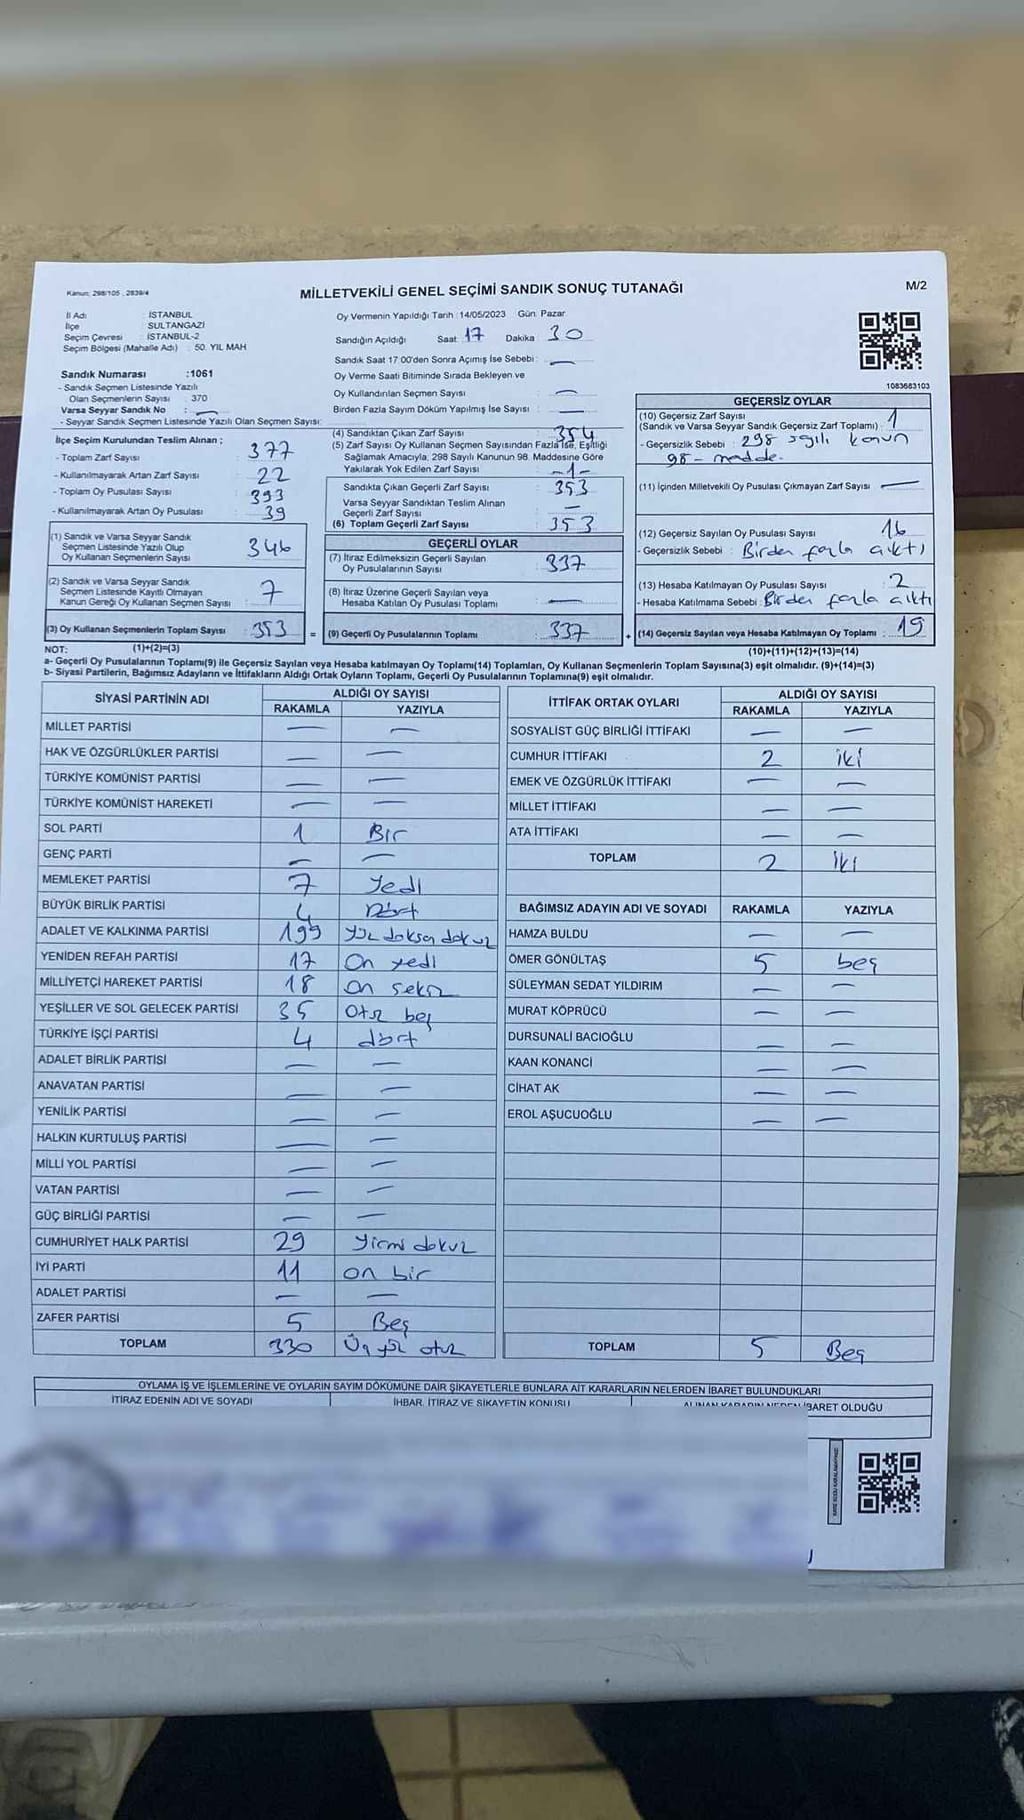 Kanun: 298/105 , 2839/4
MİLLETVEKİLİ GENEL SEÇİMİ SANDIK SONUÇ TUTANAĞI
M/2
İl Adı : İSTANBUL
İlçe : SULTANGAZİ
Seçim Çevresi : İSTANBUL-2
Seçim Bölgesi (Mahalle Adı) : 50. YIL MAH
Sandık Numarası :1061
- Sandık Seçmen Listesinde Yazılı
Olan Seçmenlerin Sayısı : 370
Varsa Seyyar Sandık No : —
- Seyyar Sandık Seçmen Listesinde Yazılı Olan Seçmen Sayısı:
Oy Vermenin Yapıldığı Tarih :14/05/2023 Gün: Pazar
Sandığın Açıldığı Saat: 17 Dakika : 30
Sandık Saat 17:00'den Sonra Açımış İse Sebebi : —
Oy Verme Saati Bitiminde Sırada Bekleyen ve
Oy Kullandırılan Seçmen Sayısı : —
Birden Fazla Sayım Döküm Yapılmış İse Sayısı : —
1083683103
İlçe Seçim Kurulundan Teslim Alınan ;
- Toplam Zarf Sayısı : 377
- Kullanılmayarak Artan Zarf Sayısı : 22
- Toplam Oy Pusulası Sayısı : 393
- Kullanılmayarak Artan Oy Pusulası : 39
(1) Sandık ve Varsa Seyyar Sandık
Seçmen Listesinde Yazılı Olup
Oy Kullanan Seçmenlerin Sayısı : 346
(2) Sandık ve Varsa Seyyar Sandık
Seçmen Listesinde Kayıtlı Olmayan
Kanun Gereği Oy Kullanan Seçmen Sayısı : 7
(3) Oy Kullanan Seçmenlerin Toplam Sayısı : 353
(1)+(2)=(3)
(4) Sandıktan Çıkan Zarf Sayısı : 354
(5) Zarf Sayısı Oy Kullanan Seçmen Sayısından Fazla İse, Eşitliği
Sağlamak Amacıyla, 298 Sayılı Kanunun 98. Maddesine Göre
Yakılarak Yok Edilen Zarf Sayısı : -1-
Sandıkta Çıkan Geçerli Zarf Sayısı : 353
Varsa Seyyar Sandıktan Teslim Alınan
Geçerli Zarf Sayısı : —
(6) Toplam Geçerli Zarf Sayısı : 353
GEÇERLİ OYLAR
(7) İtiraz Edilmeksizin Geçerli Sayılan
Oy Pusulalarının Sayısı : 337
(8) İtiraz Üzerine Geçerli Sayılan veya
Hesaba Katılan Oy Pusulası Toplamı : —
= (9) Geçerli Oy Pusulalarının Toplamı : 337 +
GEÇERSİZ OYLAR
(10) Geçersiz Zarf Sayısı
(Sandık ve Varsa Seyyar Sandık Geçersiz Zarf Toplamı) : 1
- Geçersizlik Sebebi : 298 sayılı kanun
98 - madde.
(11) İçinden Milletvekili Oy Pusulası Çıkmayan Zarf Sayısı : —
(12) Geçersiz Sayılan Oy Pusulası Sayısı : 16
- Geçersizlik Sebebi : Birden fazla çıktı
(13) Hesaba Katılmayan Oy Pusulası Sayısı : 2
- Hesaba Katılmama Sebebi : Birden fazla çıktı
(14) Geçersiz Sayılan veya Hesaba Katılmayan Oy Toplamı : 19
(10)+(11)+(12)+(13)=(14)
NOT:
a- Geçerli Oy Pusulalarının Toplamı(9) ile Geçersiz Sayılan veya Hesaba katılmayan Oy Toplamı(14) Toplamları, Oy Kullanan Seçmenlerin Toplam Sayısına(3) eşit olmalıdır. (9)+(14)=(3)
b- Siyasi Partilerin, Bağımsız Adayların ve İttifakların Aldığı Ortak Oyların Toplamı, Geçerli Oy Pusulalarının Toplamına(9) eşit olmalıdır.
SİYASİ PARTİNİN ADI ALDIĞI OY SAYISI
RAKAMLA YAZIYLA
MİLLET PARTİSİ — —
HAK VE ÖZGÜRLÜKLER PARTİSİ — —
TÜRKİYE KOMÜNİST PARTİSİ — —
TÜRKİYE KOMÜNİST HAREKETİ — —
SOL PARTİ 1 Bir
GENÇ PARTİ — —
MEMLEKET PARTİSİ 7 Yedi
BÜYÜK BİRLİK PARTİSİ 4 Dört
ADALET VE KALKINMA PARTİSİ 199 Yüz doksan dokuz
YENİDEN REFAH PARTİSİ 17 On yedi
MİLLİYETÇİ HAREKET PARTİSİ 18 On sekiz
YEŞİLLER VE SOL GELECEK PARTİSİ 35 Otuz beş
TÜRKİYE İŞÇİ PARTİSİ 4 dört
ADALET BİRLİK PARTİSİ — —
ANAVATAN PARTİSİ — —
YENİLİK PARTİSİ — —
HALKIN KURTULUŞ PARTİSİ — —
MİLLİ YOL PARTİSİ — —
VATAN PARTİSİ — —
GÜÇ BİRLİĞİ PARTİSİ — —
CUMHURİYET HALK PARTİSİ 29 Yirmi dokuz
İYİ PARTİ 11 on bir
ADALET PARTİSİ — —
ZAFER PARTİSİ 5 Beş
TOPLAM 330 Üç yüz otuz
İTTİFAK ORTAK OYLARI ALDIĞI OY SAYISI
RAKAMLA YAZIYLA
SOSYALİST GÜÇ BİRLİĞİ İTTİFAKI — —
CUMHUR İTTİFAKI 2 iki
EMEK VE ÖZGÜRLÜK İTTİFAKI — —
MİLLET İTTİFAKI — —
ATA İTTİFAKI — —
TOPLAM 2 İki
BAĞIMSIZ ADAYIN ADI VE SOYADI RAKAMLA YAZIYLA
HAMZA BULDU — —
ÖMER GÖNÜLTAŞ 5 beş
SÜLEYMAN SEDAT YILDIRIM — —
MURAT KÖPRÜCÜ — —
DURSUNALİ BACIOĞLU — —
KAAN KONANCİ — —
CİHAT AK — —
EROL AŞUCUOĞLU — —
TOPLAM 5 Beş
OYLAMA İŞ VE İŞLEMLERİNE VE OYLARIN SAYIM DÖKÜMÜNE DAİR ŞİKAYETLERLE BUNLARA AİT KARARLARIN NELERDEN İBARET BULUNDUKLARI
İTİRAZ EDENİN ADI VE SOYADI İHBAR, İTİRAZ VE ŞİKAYETİN KONUSU ALINAN KARARIN NEDEN İBARET OLDUĞU